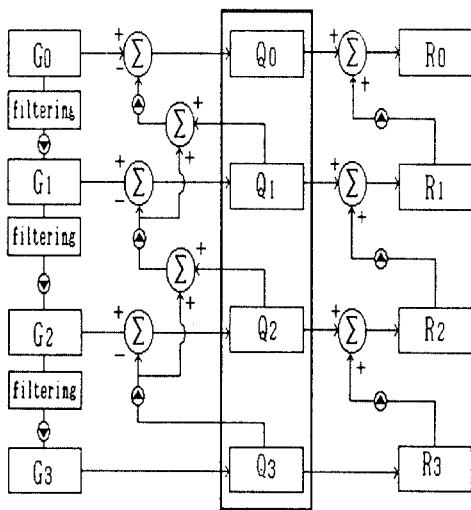 G0 + − Σ Q0 + Σ + R0
filtering + Σ +
G1 + − Σ Q1 + Σ + R1
filtering + Σ +
G2 + − Σ Q2 + Σ + R2
filtering
G3 Q3 R3